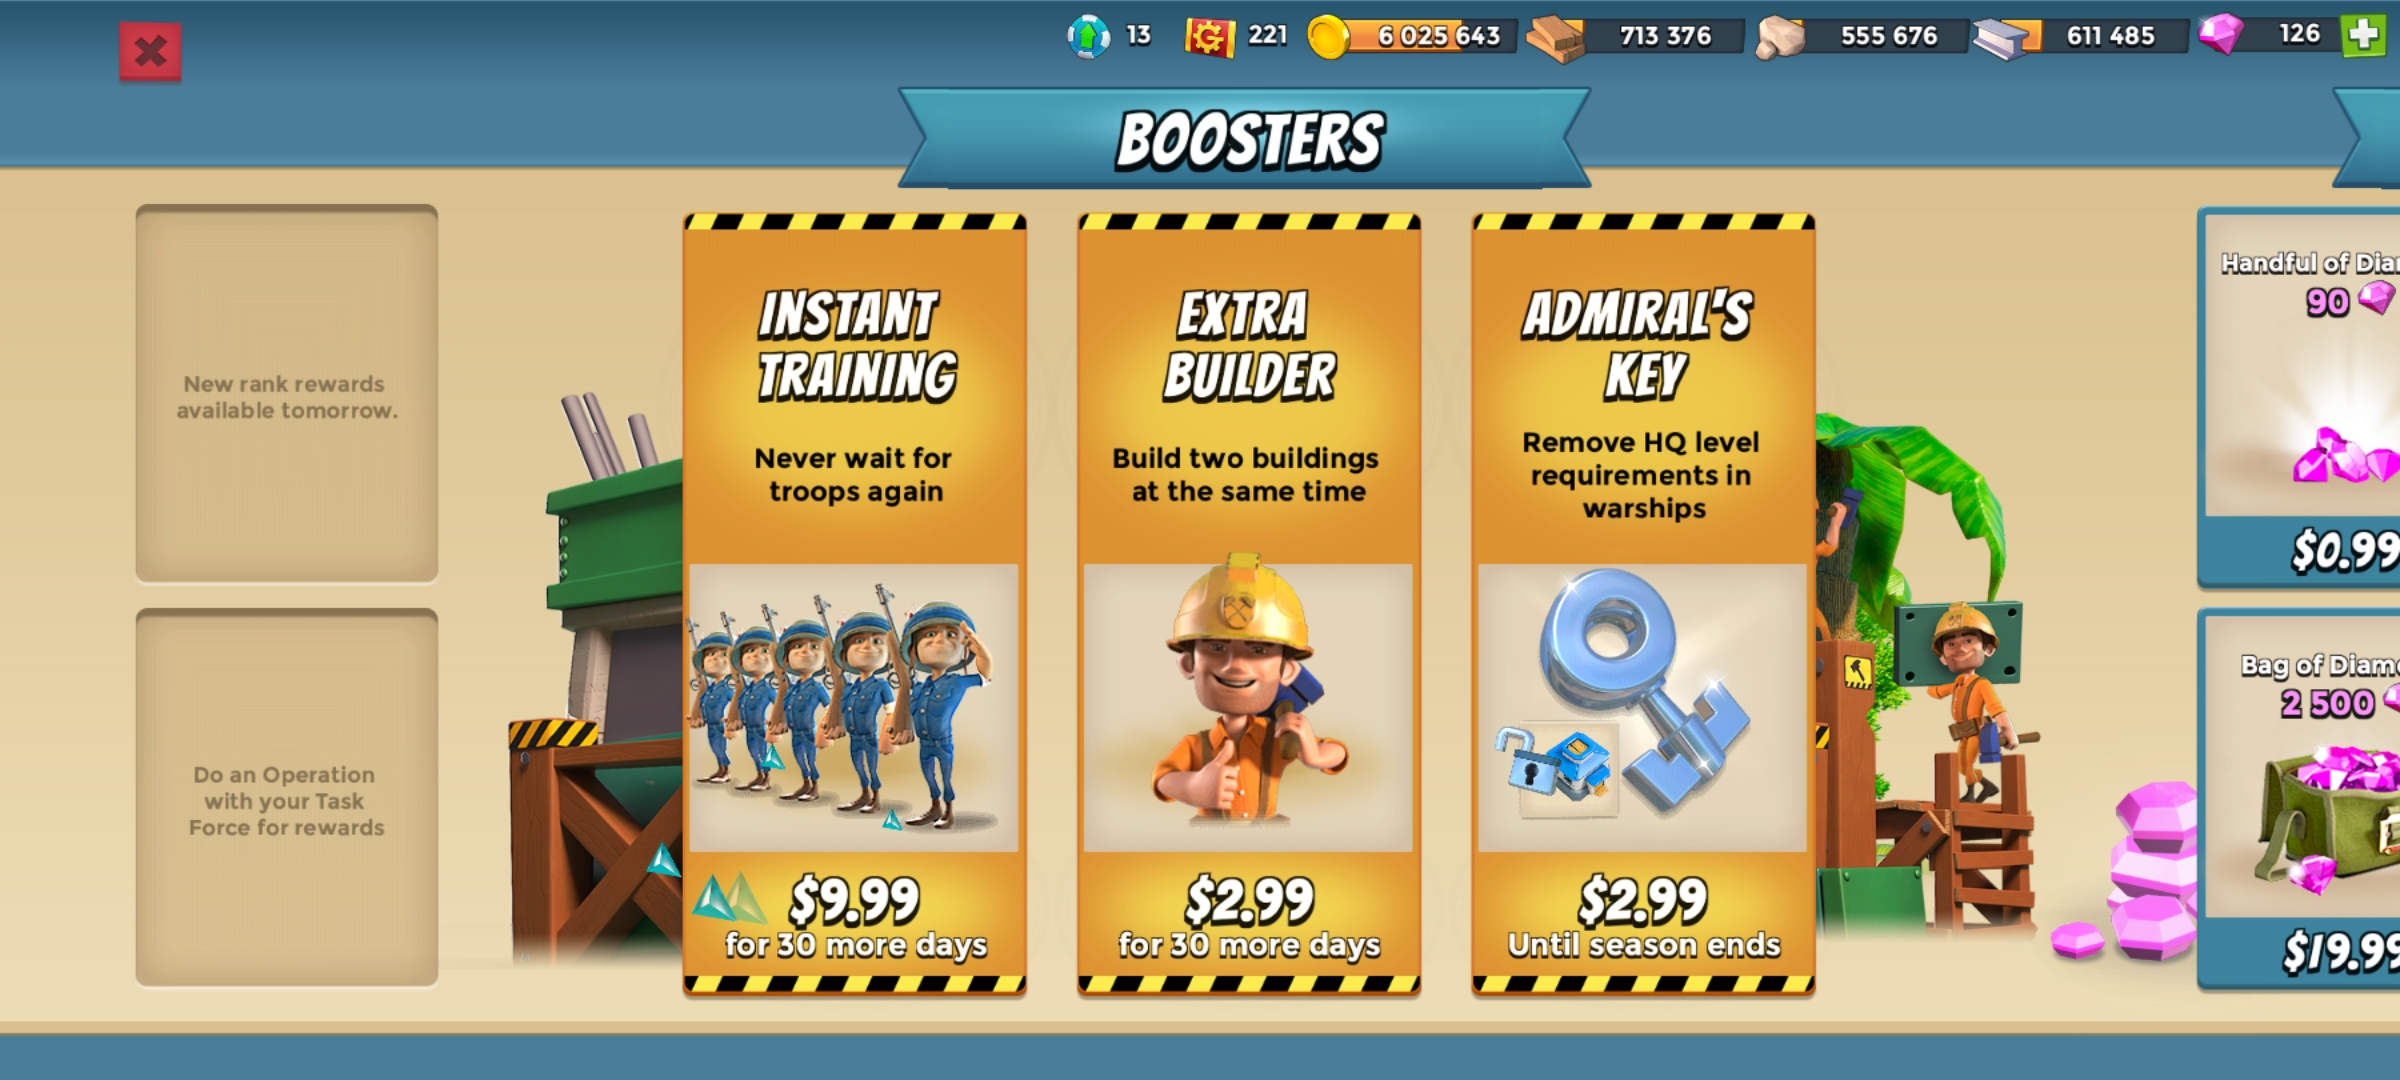 13
221
6 025 643
713 376
555 676
611 485
126
BOOSTERS
New rank rewards
available tomorrow.
Do an Operation
with your Task
Force for rewards
INSTANT
TRAINING
Never wait for
troops again
$9.99
for 30 more days
EXTRA
BUILDER
Build two buildings
at the same time
$2.99
for 30 more days
ADMIRAL'S
KEY
Remove HQ level
requirements in
warships
$2.99
Until season ends
Handful of
90
$0.99
Bag of
2 500
$19.99